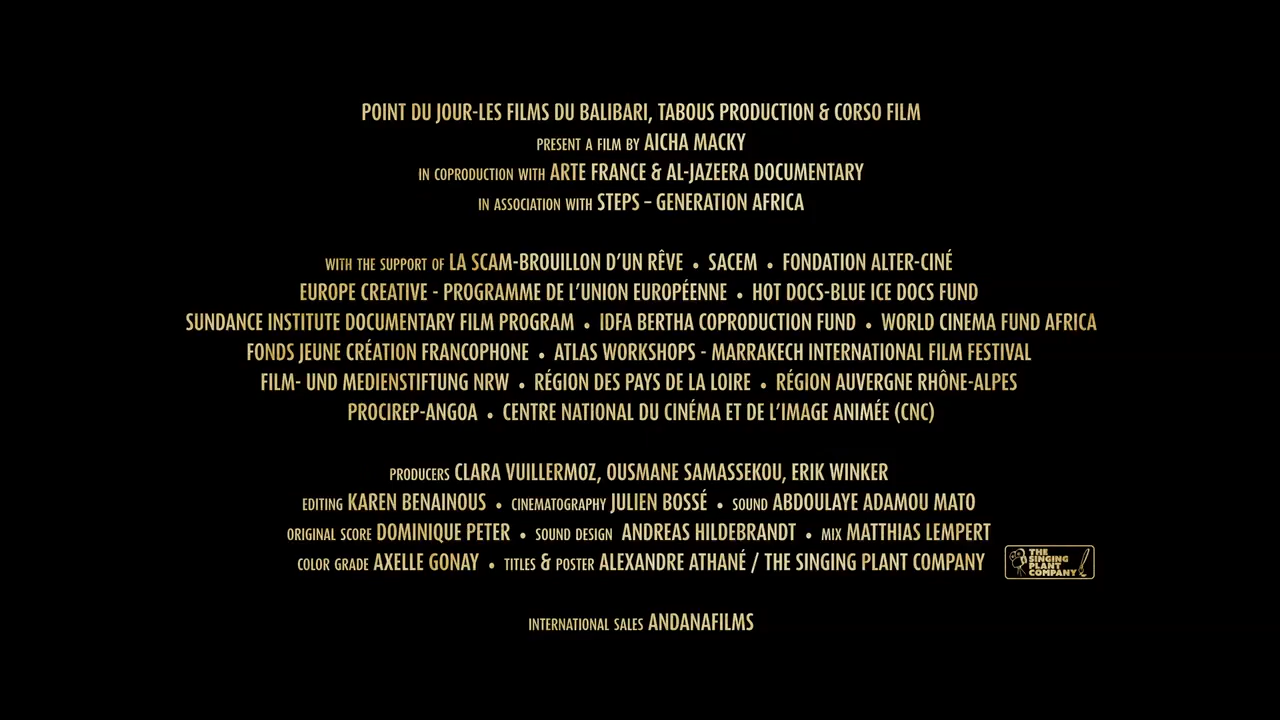 POINT DU JOUR-LES FILMS DU BALIBARI, TABOUS PRODUCTION & CORSO FILM
PRESENT A FILM BY AICHA MACKY
IN COPRODUCTION WITH ARTE FRANCE & AL-JAZEERA DOCUMENTARY
IN ASSOCIATION WITH STEPS – GENERATION AFRICA
WITH THE SUPPORT OF LA SCAM-BROUILLON D'UN RÊVE • SACEM • FONDATION ALTER-CINÉ
EUROPE CREATIVE - PROGRAMME DE L'UNION EUROPÉENNE • HOT DOCS-BLUE ICE DOCS FUND
SUNDANCE INSTITUTE DOCUMENTARY FILM PROGRAM • IDFA BERTHA COPRODUCTION FUND • WORLD CINEMA FUND AFRICA
FONDS JEUNE CRÉATION FRANCOPHONE • ATLAS WORKSHOPS - MARRAKECH INTERNATIONAL FILM FESTIVAL
FILM- UND MEDIENSTIFTUNG NRW • RÉGION DES PAYS DE LA LOIRE • RÉGION AUVERGNE RHÔNE-ALPES
PROCIREP-ANGOA • CENTRE NATIONAL DU CINÉMA ET DE L'IMAGE ANIMÉE (CNC)
PRODUCERS CLARA VUILLERMOZ, OUSMANE SAMASSEKOU, ERIK WINKER
EDITING KAREN BENAINOUS • CINEMATOGRAPHY JULIEN BOSSÉ • SOUND ABDOULAYE ADAMOU MATO
ORIGINAL SCORE DOMINIQUE PETER • SOUND DESIGN ANDREAS HILDEBRANDT • MIX MATTHIAS LEMPERT
COLOR GRADE AXELLE GONAY • TITLES & POSTER ALEXANDRE ATHANÉ / THE SINGING PLANT COMPANY
THE
SINGING
PLANT
COMPANY
INTERNATIONAL SALES ANDANAFILMS